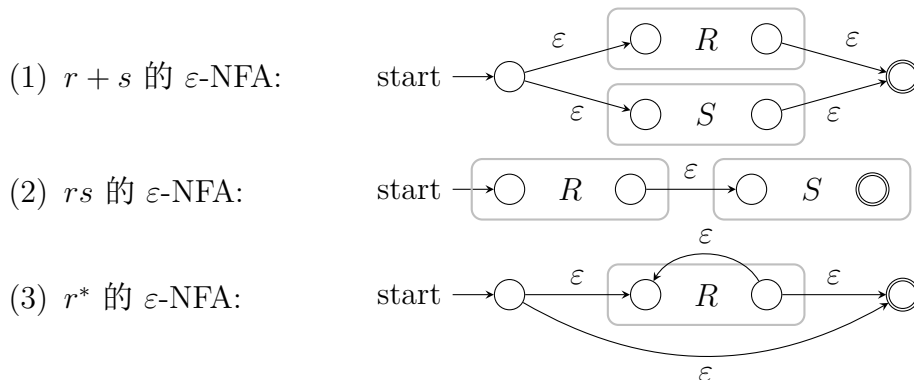 ε R ε
(1) r + s 的 ε-NFA: start
ε S ε
(2) rs 的 ε-NFA: start R ε S
ε
(3) r* 的 ε-NFA: start ε R ε
ε